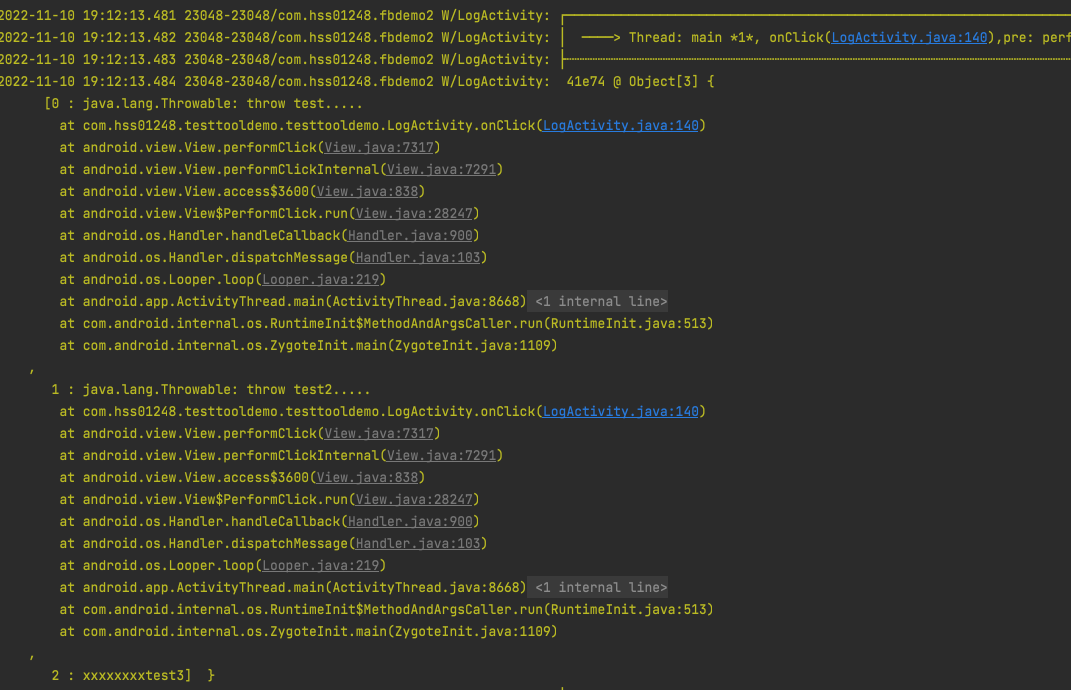 2022-11-10 19:12:13.481 23048-23048/com.hss01248.fbdemo2 W/LogActivity: ┌──────────────────────────────
2022-11-10 19:12:13.482 23048-23048/com.hss01248.fbdemo2 W/LogActivity: │ ────> Thread: main *1*, onClick(LogActivity.java:140),pre: perf
2022-11-10 19:12:13.483 23048-23048/com.hss01248.fbdemo2 W/LogActivity: ├┄┄┄┄┄┄┄┄┄┄┄┄┄┄┄┄┄┄┄┄┄┄┄┄┄┄┄┄┄┄
2022-11-10 19:12:13.484 23048-23048/com.hss01248.fbdemo2 W/LogActivity: 41e74 @ Object[3] {
[0 : java.lang.Throwable: throw test.....
at com.hss01248.testtooldemo.testtooldemo.LogActivity.onClick(LogActivity.java:140)
at android.view.View.performClick(View.java:7317)
at android.view.View.performClickInternal(View.java:7291)
at android.view.View.access$3600(View.java:838)
at android.view.View$PerformClick.run(View.java:28247)
at android.os.Handler.handleCallback(Handler.java:900)
at android.os.Handler.dispatchMessage(Handler.java:103)
at android.os.Looper.loop(Looper.java:219)
at android.app.ActivityThread.main(ActivityThread.java:8668) <1 internal line>
at com.android.internal.os.RuntimeInit$MethodAndArgsCaller.run(RuntimeInit.java:513)
at com.android.internal.os.ZygoteInit.main(ZygoteInit.java:1109)
,
1 : java.lang.Throwable: throw test2.....
at com.hss01248.testtooldemo.testtooldemo.LogActivity.onClick(LogActivity.java:140)
at android.view.View.performClick(View.java:7317)
at android.view.View.performClickInternal(View.java:7291)
at android.view.View.access$3600(View.java:838)
at android.view.View$PerformClick.run(View.java:28247)
at android.os.Handler.handleCallback(Handler.java:900)
at android.os.Handler.dispatchMessage(Handler.java:103)
at android.os.Looper.loop(Looper.java:219)
at android.app.ActivityThread.main(ActivityThread.java:8668) <1 internal line>
at com.android.internal.os.RuntimeInit$MethodAndArgsCaller.run(RuntimeInit.java:513)
at com.android.internal.os.ZygoteInit.main(ZygoteInit.java:1109)
,
2 : xxxxxxxxtest3] }